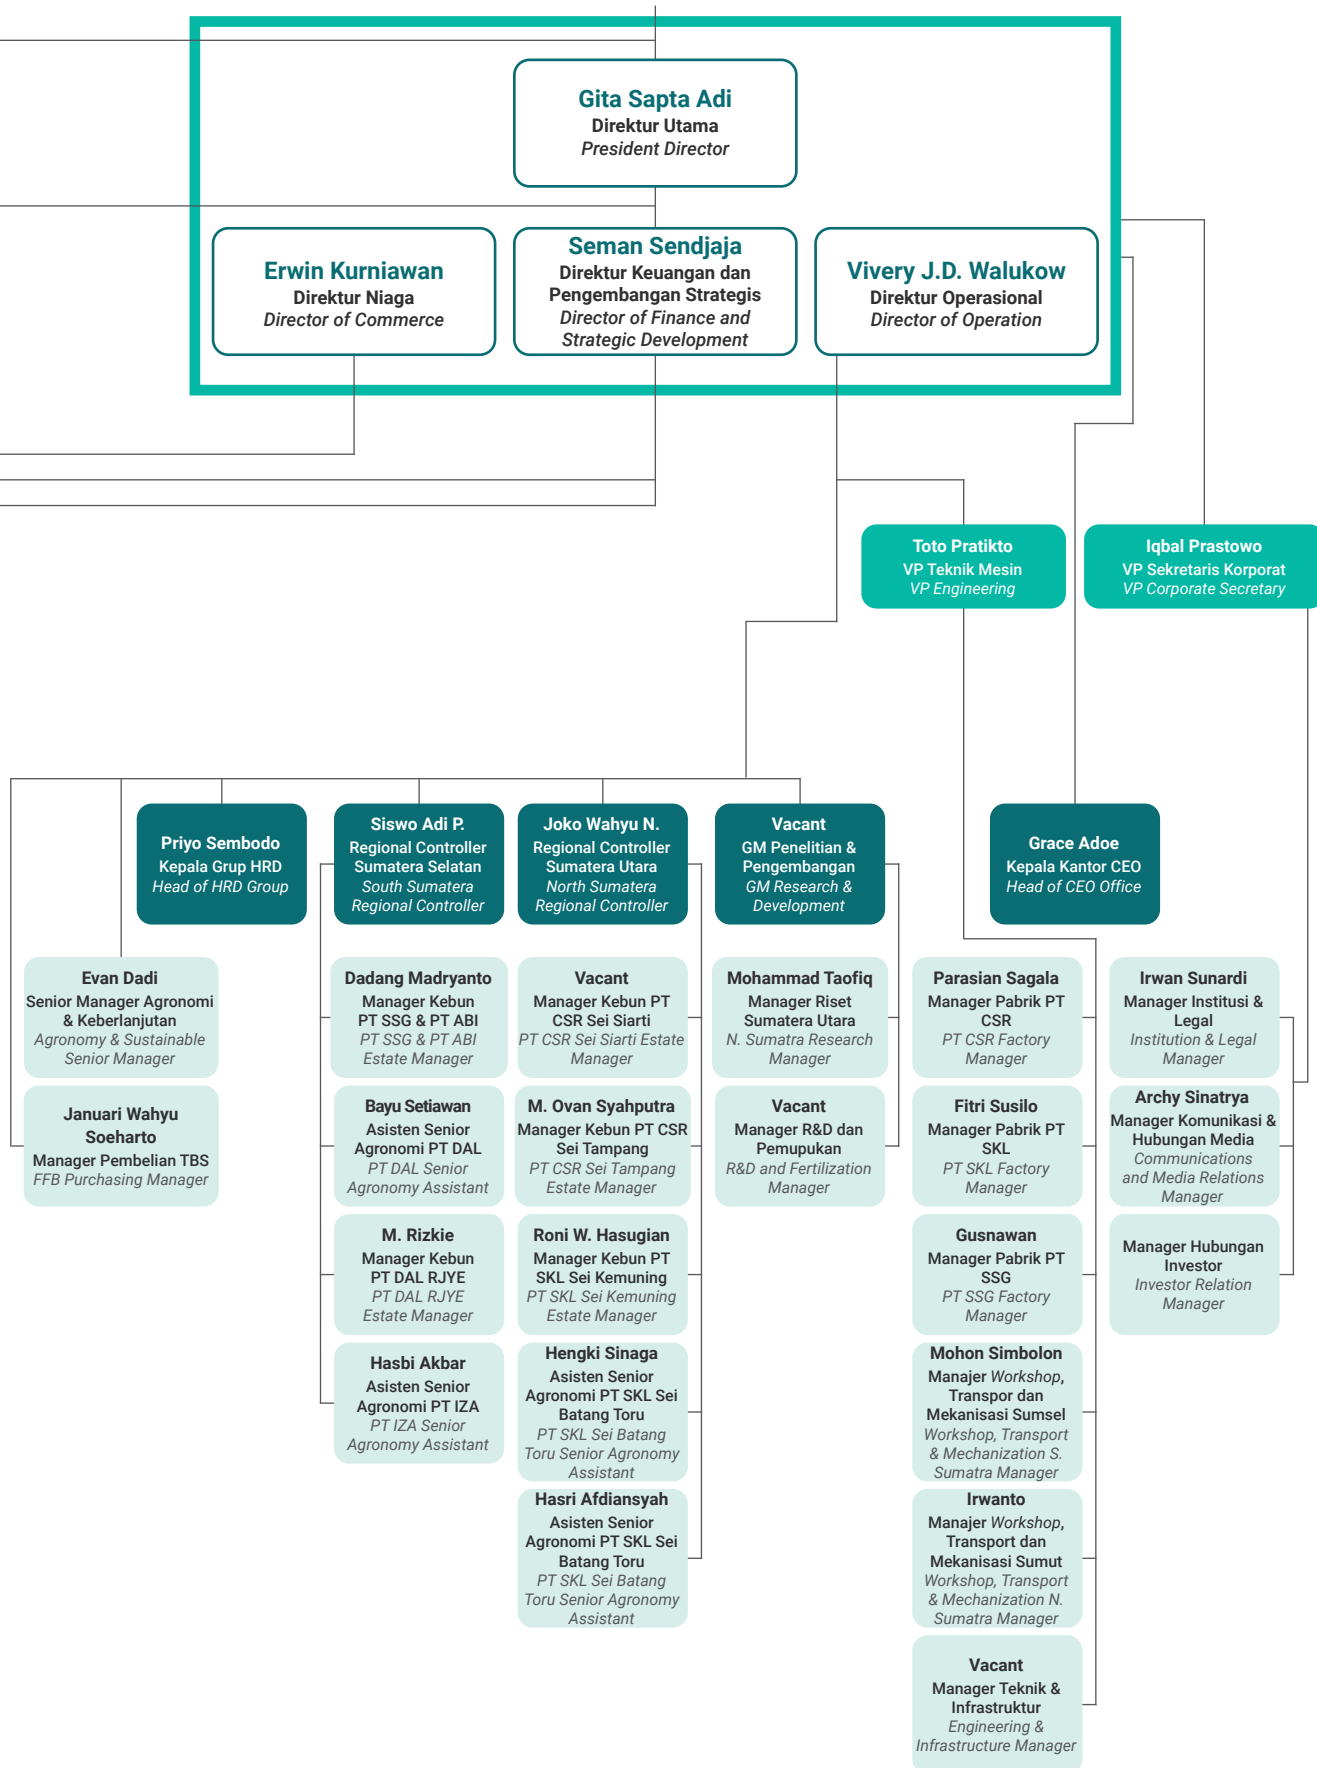 Gita Sapta Adi
Direktur Utama
President Director
Erwin Kurniawan
Direktur Niaga
Director of Commerce
Seman Sendjaja
Direktur Keuangan dan
Pengembangan Strategis
Director of Finance and
Strategic Development
Vivery J.D. Walukow
Direktur Operasional
Director of Operation
Toto Pratikto
VP Teknik Mesin
VP Engineering
Iqbal Prastowo
VP Sekretaris Korporat
VP Corporate Secretary
Priyo Sembodo
Kepala Grup HRD
Head of HRD Group
Siswo Adi P.
Regional Controller
Sumatera Selatan
South Sumatera
Regional Controller
Joko Wahyu N.
Regional Controller
Sumatera Utara
North Sumatera
Regional Controller
Vacant
GM Penelitian &
Pengembangan
GM Research &
Development
Grace Adoe
Kepala Kantor CEO
Head of CEO Office
Evan Dadi
Senior Manager Agronomi
& Keberlanjutan
Agronomy & Sustainable
Senior Manager
Januari Wahyu
Soeharto
Manager Pembelian TBS
FFB Purchasing Manager
Dadang Madryanto
Manager Kebun
PT SSG & PT ABI
PT SSG & PT ABI
Estate Manager
Bayu Setiawan
Asisten Senior
Agronomi PT DAL
PT DAL Senior
Agronomy Assistant
M. Rizkie
Manager Kebun
PT DAL RJYE
PT DAL RJYE
Estate Manager
Hasbi Akbar
Asisten Senior
Agronomi PT IZA
PT IZA Senior
Agronomy Assistant
Vacant
Manager Kebun PT
CSR Sei Siarti
PT CSR Sei Siarti Estate
Manager
M. Ovan Syahputra
Manager Kebun PT CSR
Sei Tampang
PT CSR Sei Tampang
Estate Manager
Roni W. Hasugian
Manager Kebun PT
SKL Sei Kemuning
PT SKL Sei Kemuning
Estate Manager
Hengki Sinaga
Asisten Senior
Agronomi PT SKL Sei
Batang Toru
PT SKL Sei Batang
Toru Senior Agronomy
Assistant
Hasri Afdiansyah
Asisten Senior
Agronomi PT SKL Sei
Batang Toru
PT SKL Sei Batang
Toru Senior Agronomy
Assistant
Mohammad Taofiq
Manager Riset
Sumatera Utara
N. Sumatra Research
Manager
Vacant
Manager R&D dan
Pemupukan
R&D and Fertilization
Manager
Parasian Sagala
Manager Pabrik PT
CSR
PT CSR Factory
Manager
Fitri Susilo
Manager Pabrik PT
SKL
PT SKL Factory
Manager
Gusnawan
Manager Pabrik PT
SSG
PT SSG Factory
Manager
Mohon Simbolon
Manajer Workshop,
Transpor dan
Mekanisasi Sumsel
Workshop, Transport
& Mechanization S.
Sumatra Manager
Irwanto
Manajer Workshop,
Transport dan
Mekanisasi Sumut
Workshop, Transport
& Mechanization N.
Sumatra Manager
Vacant
Manager Teknik &
Infrastruktur
Engineering &
Infrastructure Manager
Irwan Sunardi
Manager Institusi &
Legal
Institution & Legal
Manager
Archy Sinatrya
Manager Komunikasi &
Hubungan Media
Communications
and Media Relations
Manager
Manager Hubungan
Investor
Investor Relation
Manager